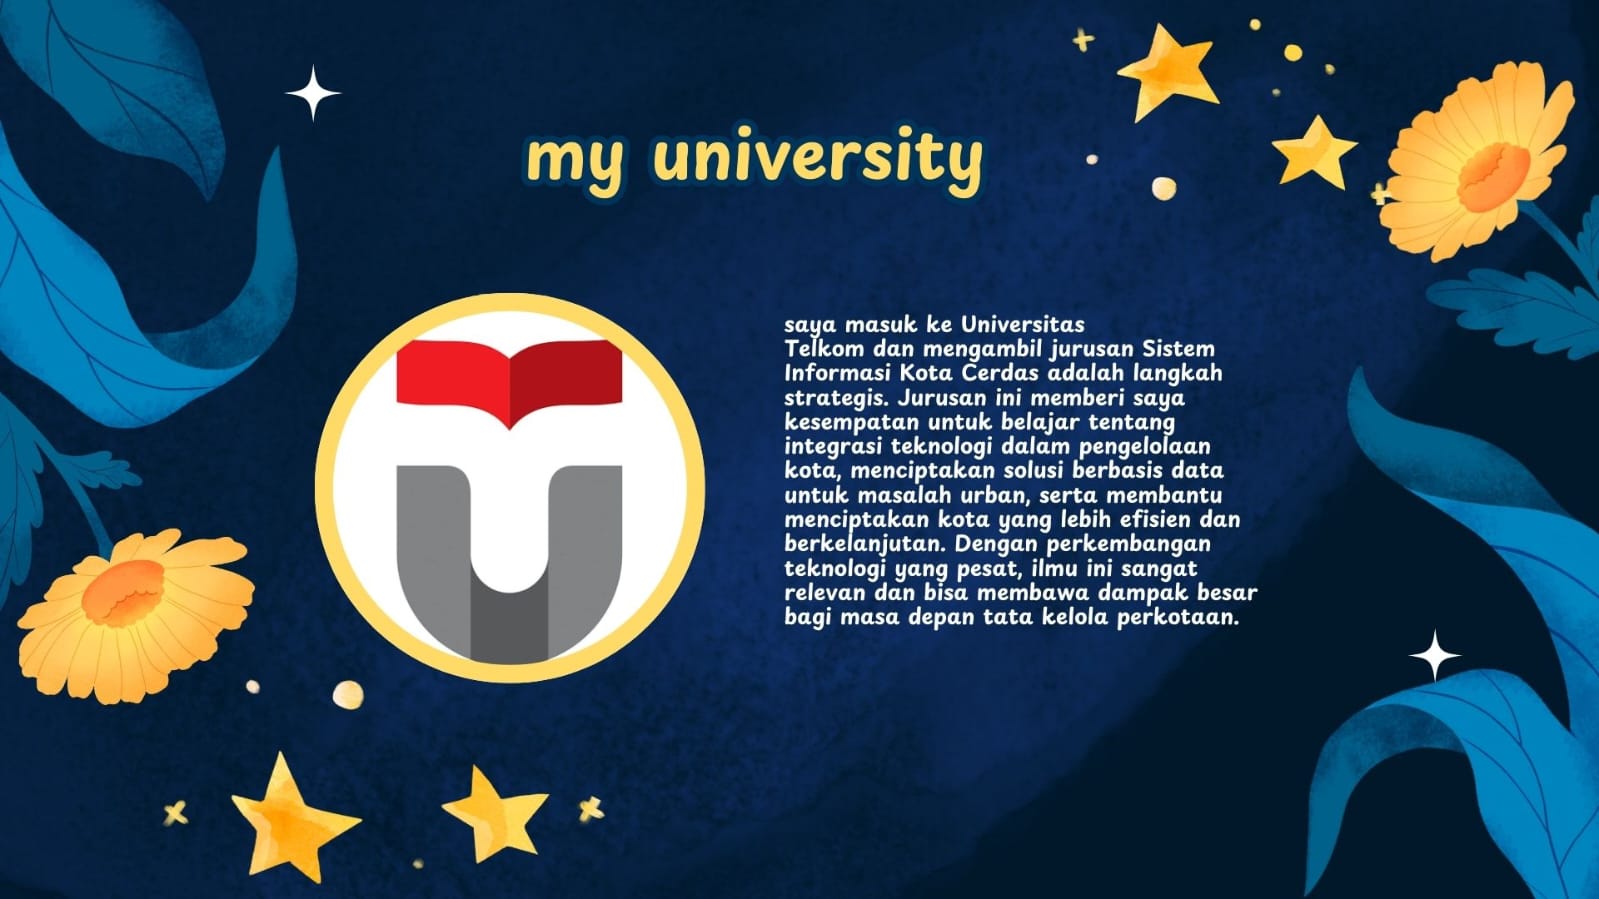 my university
saya masuk ke Universitas
Telkom dan mengambil jurusan Sistem
Informasi Kota Cerdas adalah langkah
strategis. Jurusan ini memberi saya
kesempatan untuk belajar tentang
integrasi teknologi dalam pengelolaan
kota, menciptakan solusi berbasis data
untuk masalah urban, serta membantu
menciptakan kota yang lebih efisien dan
berkelanjutan. Dengan perkembangan
teknologi yang pesat, ilmu ini sangat
relevan dan bisa membawa dampak besar
bagi masa depan tata kelola perkotaan.